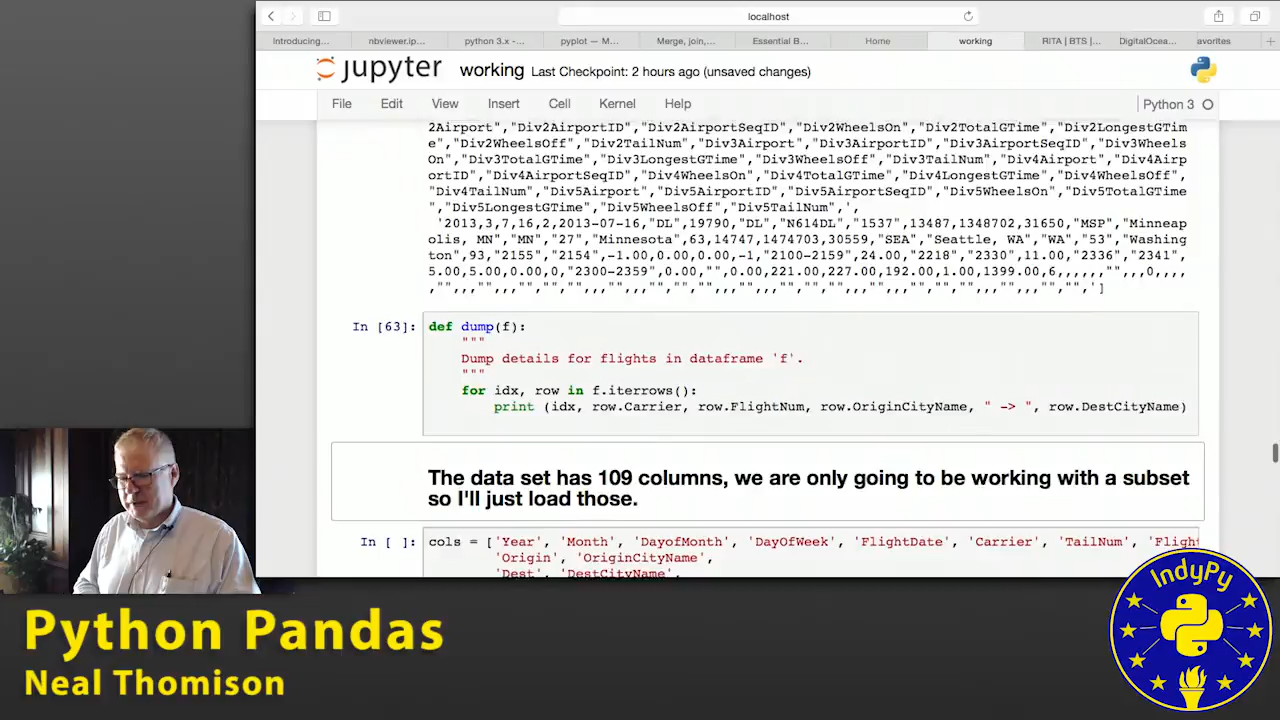 localhost
Introducing...
nbviewer.ip...
python 3.x -...
pyplot — M...
Merge, join,...
Essential B...
Home
working
RITA | BTS |...
DigitalOcea...
avorites
jupyter working Last Checkpoint: 2 hours ago (unsaved changes)
File Edit View Insert Cell Kernel Help
Python 3
2Airport","Div2AirportID","Div2AirportSeqID","Div2WheelsOn","Div2TotalGTime","Div2LongestGTim
e","Div2WheelsOff","Div2TailNum","Div3Airport","Div3AirportID","Div3AirportSeqID","Div3Wheels
On","Div3TotalGTime","Div3LongestGTime","Div3WheelsOff","Div3TailNum","Div4Airport","Div4Airp
ortID","Div4AirportSeqID","Div4WheelsOn","Div4TotalGTime","Div4LongestGTime","Div4WheelsOff",
"Div4TailNum","Div5Airport","Div5AirportID","Div5AirportSeqID","Div5WheelsOn","Div5TotalGTime
","Div5LongestGTime","Div5WheelsOff","Div5TailNum",',
'2013,3,7,16,2,2013-07-16,"DL",19790,"DL","N614DL","1537",13487,1348702,31650,"MSP","Minneap
olis, MN","MN","27","Minnesota",63,14747,1474703,30559,"SEA","Seattle, WA","WA","53","Washing
ton",93,"2155","2154",-1.00,0.00,0.00,-1,"2100-2159",24.00,"2218","2330",11.00,"2336","2341",
5.00,5.00,0.00,0,"2300-2359",0.00,"",0.00,221.00,227.00,192.00,1.00,1399.00,6,,,,,,"",,,0,,,,
,"",,,"",,,"","","",,,"",,,"","","",,,"",,,"","","",,,"",,,"","","",,,"",,,"","",']
In [63]:
def dump(f):
"""
Dump details for flights in dataframe 'f'.
"""
for idx, row in f.iterrows():
print (idx, row.Carrier, row.FlightNum, row.OriginCityName, " -> ", row.DestCityName)
The data set has 109 columns, we are only going to be working with a subset
so I'll just load those.
In [ ]:
cols = ['Year', 'Month', 'DayofMonth', 'DayOfWeek', 'FlightDate', 'Carrier', 'TailNum', 'Flight
'Origin', 'OriginCityName',
'Dest', 'DestCityName',
Python Pandas
Neal Thomison
IndyPy